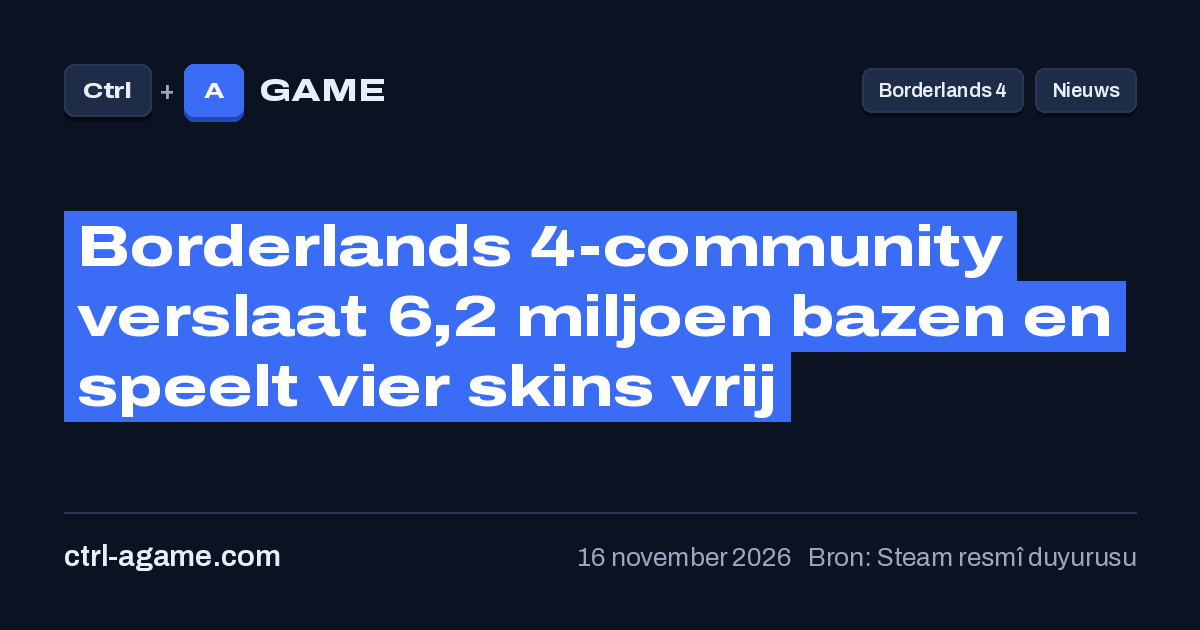 Ctrl + A GAME
Borderlands 4 Nieuws
Borderlands 4-community
verslaat 6,2 miljoen bazen en
speelt vier skins vrij
ctrl-agame.com
16 november 2026 Bron: Steam resmî duyurusu